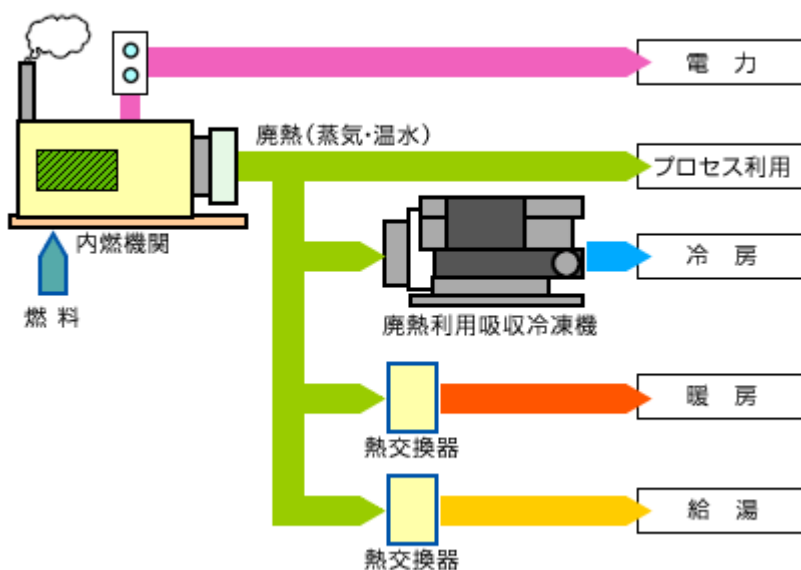 電 力
廃熱(蒸気・温水)
プロセス利用
内燃機関
冷 房
燃 料
廃熱利用吸収冷凍機
暖 房
熱交換器
給 湯
熱交換器